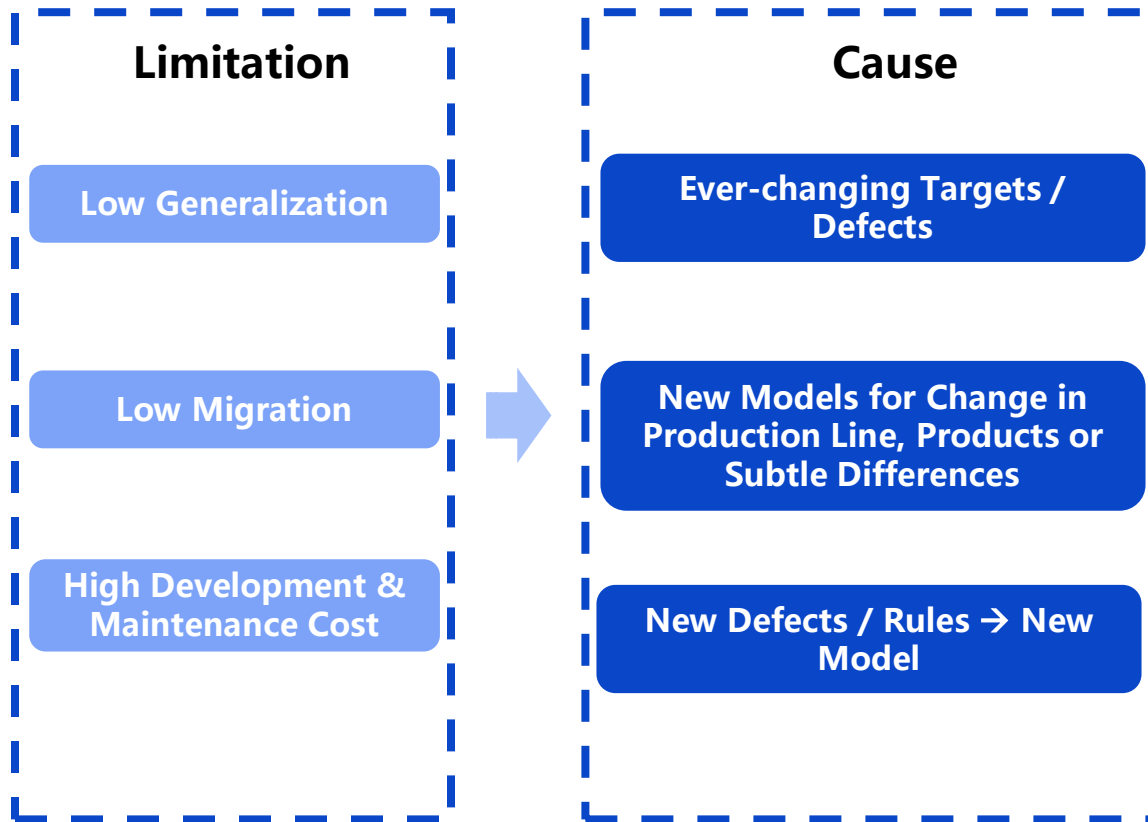 Limitation
Low Generalization
Low Migration
High Development &
Maintenance Cost
Cause
Ever-changing Targets /
Defects
New Models for Change in
Production Line, Products or
Subtle Differences
New Defects / Rules → New
Model